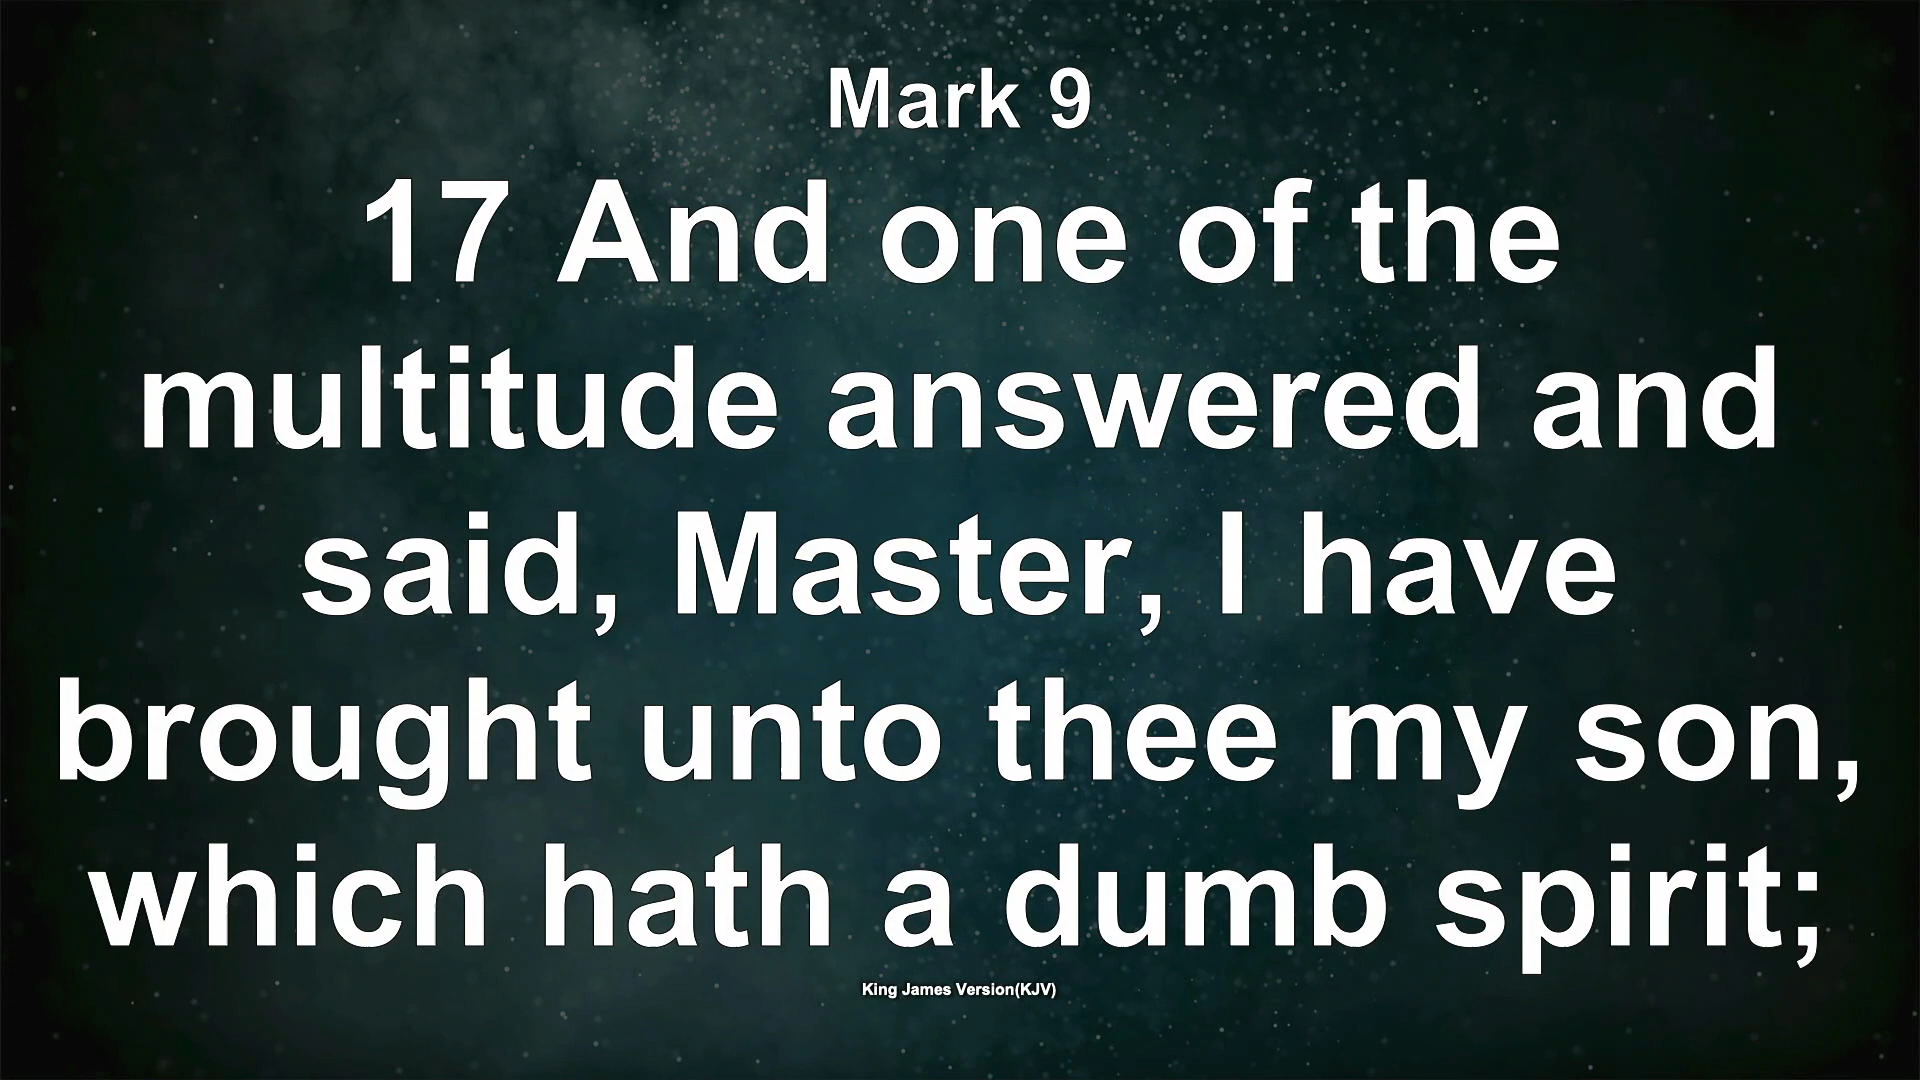 Mark 9
17 And one of the
multitude answered and
said, Master, I have
brought unto thee my son,
which hath a dumb spirit;
King James Version(KJV)